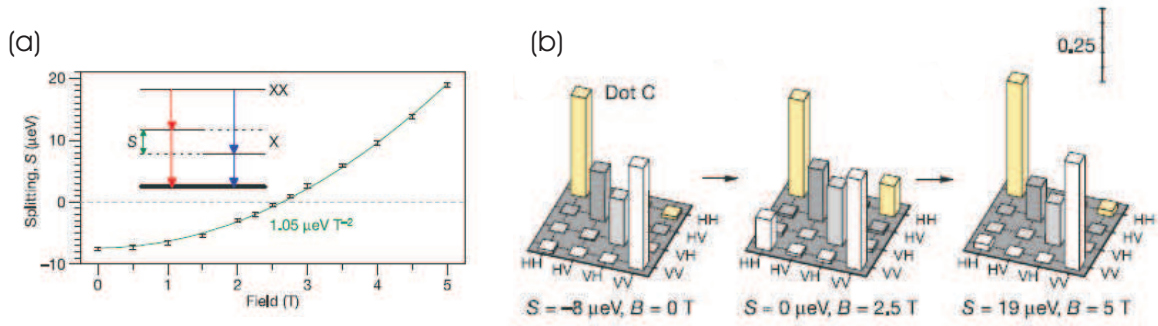 (a)
20
10
0
−10
Splitting, S (μeV)
XX
S
X
1.05 μeV T⁻²
0
1
2
3
4
5
Field (T)
(b)
0.25
Dot C
HH
HV
VH
VV
HH
HV
VH
VV
S = −8 μeV, B = 0 T
HH
HV
VH
VV
HH
HV
VH
VV
S = 0 μeV, B = 2.5 T
HH
HV
VH
VV
HH
HV
VH
VV
S = 19 μeV, B = 5 T